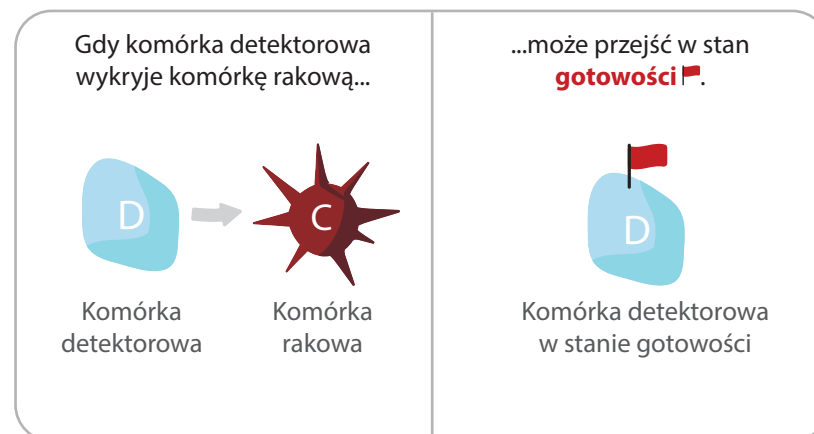 Gdy komórka detektorowa
wykryje komórkę rakową...
D
C
Komórka
detektorowa
Komórka
rakowa
...może przejść w stan
gotowości.
D
Komórka detektorowa
w stanie gotowości